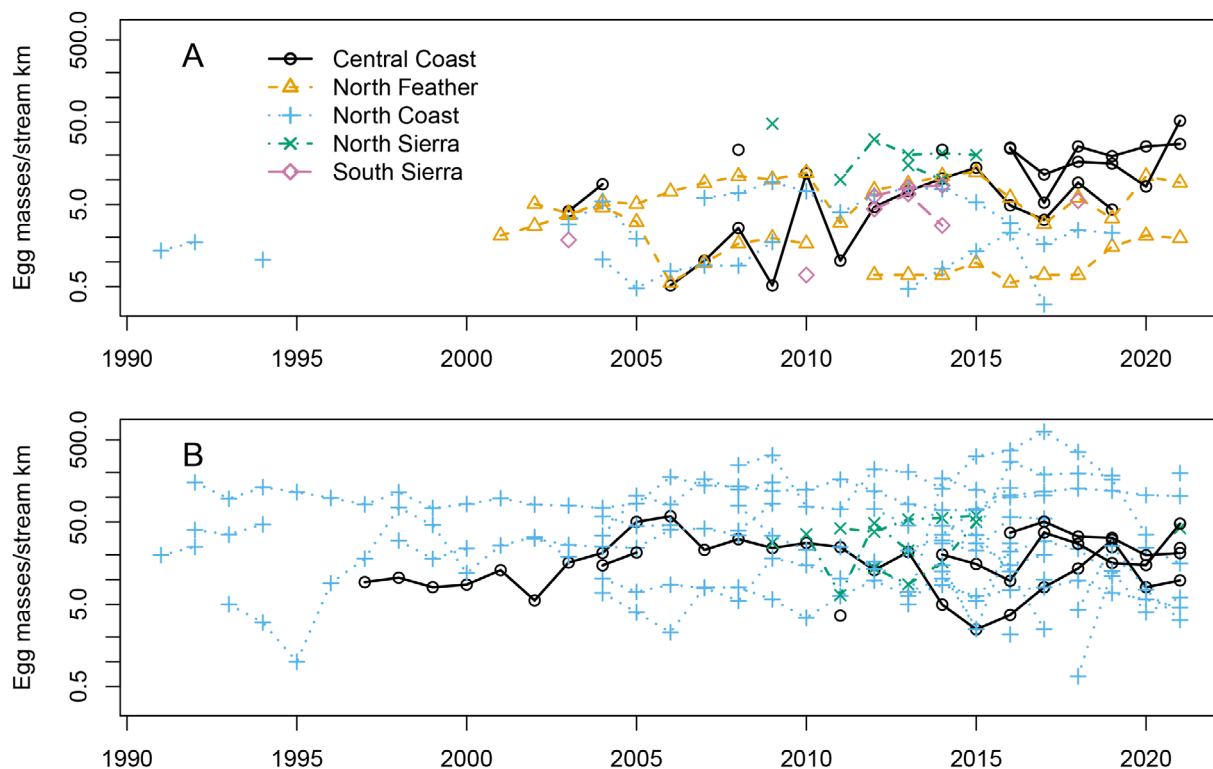 A
Egg masses/stream km
500.0
50.0
5.0
0.5
Central Coast
North Feather
North Coast
North Sierra
South Sierra
1990 1995 2000 2005 2010 2015 2020
B
Egg masses/stream km
500.0
50.0
5.0
0.5
1990 1995 2000 2005 2010 2015 2020